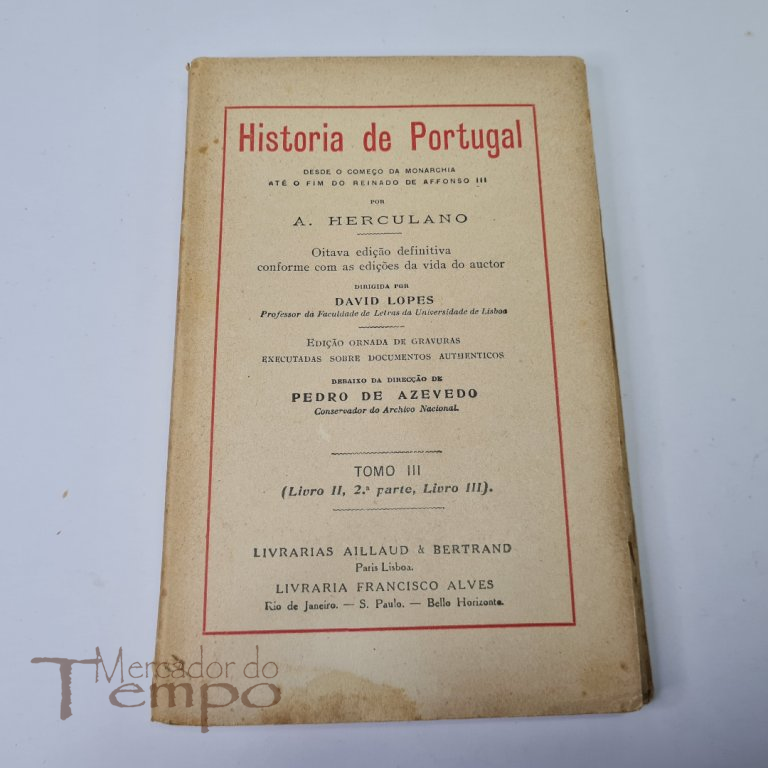 Historia de Portugal
DESDE O COMEÇO DA MONARCHIA
ATÉ O FIM DO REINADO DE AFFONSO III
POR
A. HERCULANO
Oitava edição definitiva
conforme com as edições da vida do auctor
DIRIGIDA POR
DAVID LOPES
Professor da Faculdade de Letras da Universidade de Lisboa
EDIÇÃO ORNADA DE GRAVURAS
EXECUTADAS SOBRE DOCUMENTOS AUTHENTICOS
DEBAIXO DA DIRECÇÃO DE
PEDRO DE AZEVEDO
Conservador do Archivo Nacional.
TOMO III
(Livro II, 2.ª parte, Livro III).
LIVRARIAS AILLAUD & BERTRAND
Paris Lisboa.
LIVRARIA FRANCISCO ALVES
Rio de Janeiro. — S. Paulo. — Bello Horizonte.
Mercador do
Tempo